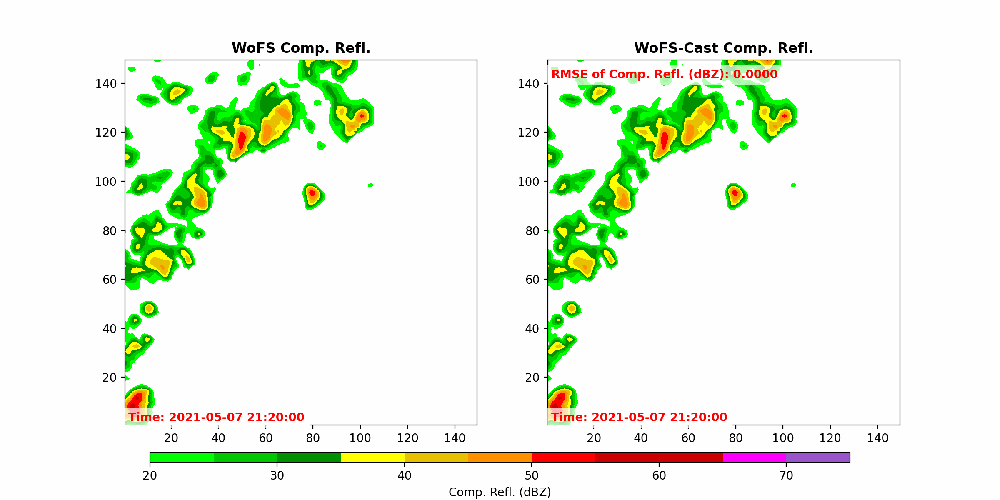 WoFS Comp. Refl.
WoFS-Cast Comp. Refl.
RMSE of Comp. Refl. (dBZ): 0.0000
140
120
100
80
60
40
20
140
120
100
80
60
40
20
Time: 2021-05-07 21:20:00
Time: 2021-05-07 21:20:00
20 40 60 80 100 120 140
20 40 60 80 100 120 140
20 30 40 50 60 70
Comp. Refl. (dBZ)